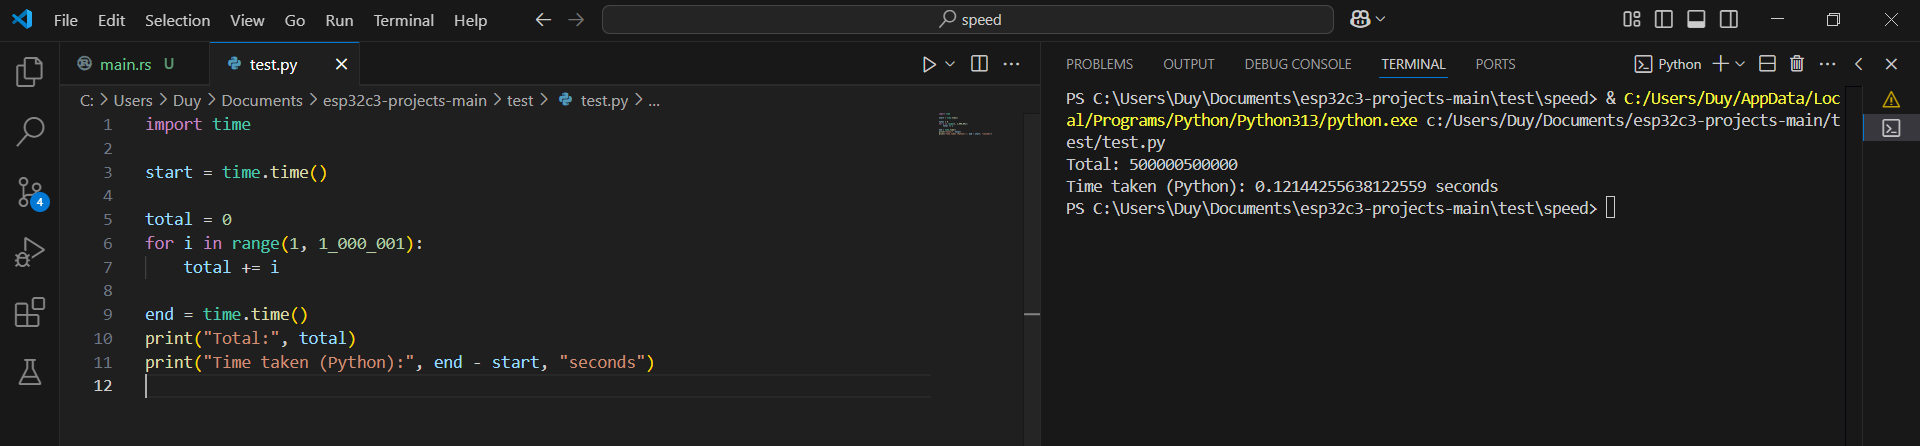 File Edit Selection View Go Run Terminal Help
speed
main.rs U
test.py
C: > Users > Duy > Documents > esp32c3-projects-main > test > test.py > ...
1 import time
2
3 start = time.time()
4
5 total = 0
6 for i in range(1, 1_000_001):
7 total += i
8
9 end = time.time()
10 print("Total:", total)
11 print("Time taken (Python):", end - start, "seconds")
12
4
PROBLEMS OUTPUT DEBUG CONSOLE TERMINAL PORTS
Python
PS C:\Users\Duy\Documents\esp32c3-projects-main\test\speed> & C:/Users/Duy/AppData/Loc
al/Programs/Python/Python313/python.exe c:/Users/Duy/Documents/esp32c3-projects-main/t
est/test.py
Total: 500000500000
Time taken (Python): 0.12144255638122559 seconds
PS C:\Users\Duy\Documents\esp32c3-projects-main\test\speed>